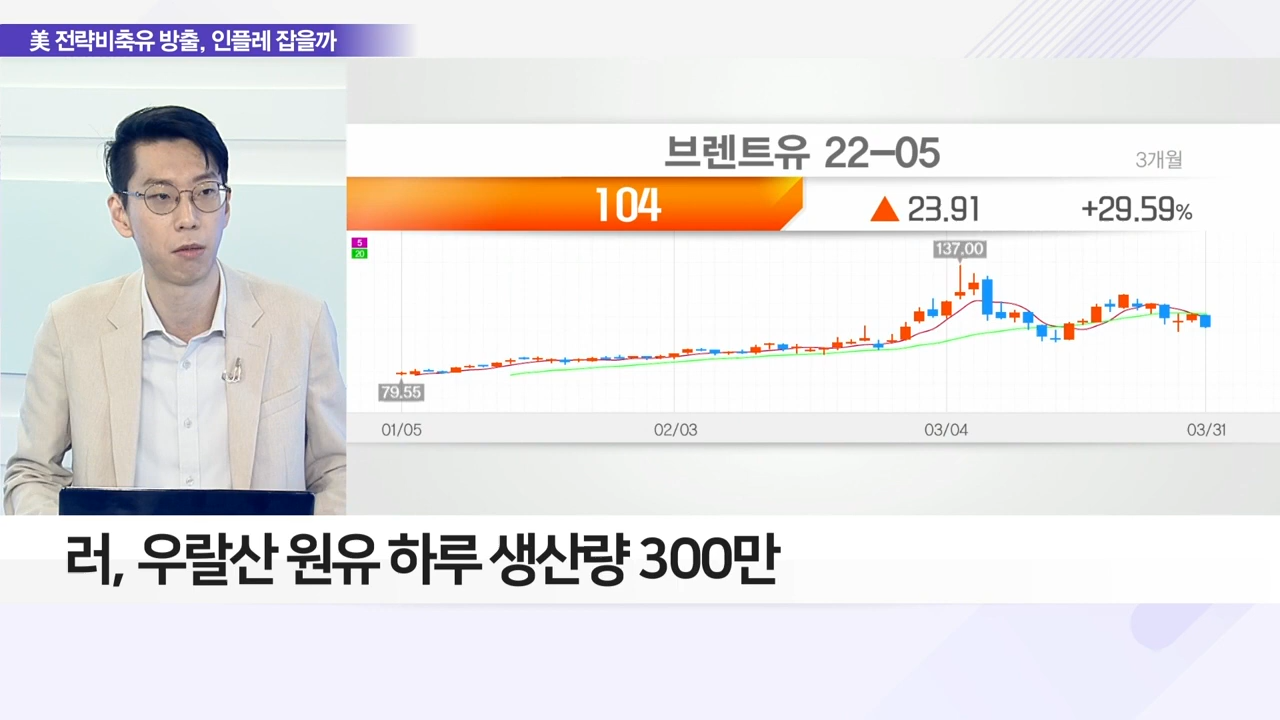 美 전략비축유 방출, 인플레 잡을까
브렌트유 22-05
3개월
104
▲ 23.91
+29.59%
5
20
137.00
79.55
01/05
02/03
03/04
03/31
러, 우랄산 원유 하루 생산량 300만